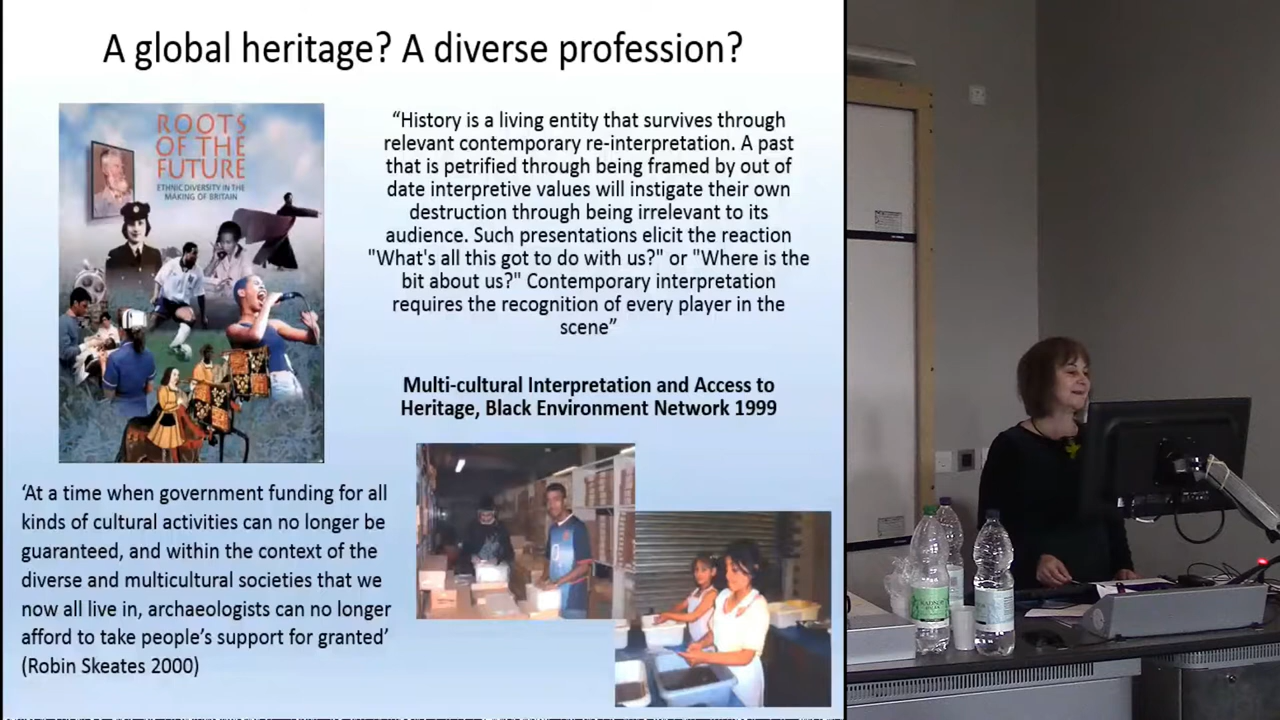 A global heritage? A diverse profession?
ROOTS
OF THE
FUTURE
ETHNIC DIVERSITY IN THE
MAKING OF BRITAIN
“History is a living entity that survives through
relevant contemporary re-interpretation. A past
that is petrified through being framed by out of
date interpretive values will instigate their own
destruction through being irrelevant to its
audience. Such presentations elicit the reaction
"What's all this got to do with us?" or "Where is the
bit about us?" Contemporary interpretation
requires the recognition of every player in the
scene”
Multi-cultural Interpretation and Access to
Heritage, Black Environment Network 1999
‘At a time when government funding for all
kinds of cultural activities can no longer be
guaranteed, and within the context of the
diverse and multicultural societies that we
now all live in, archaeologists can no longer
afford to take people’s support for granted’
(Robin Skeates 2000)